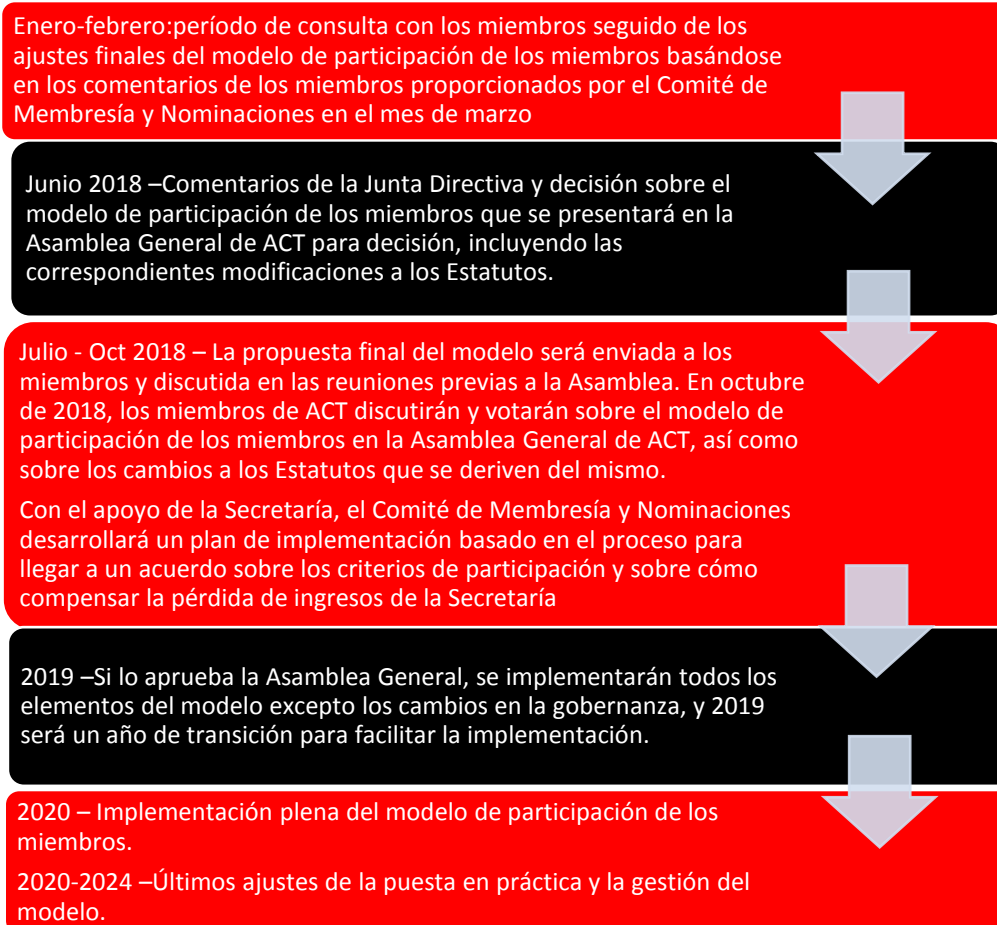 Enero-febrero:período de consulta con los miembros seguido de los
ajustes finales del modelo de participación de los miembros basándose
en los comentarios de los miembros proporcionados por el Comité de
Membresía y Nominaciones en el mes de marzo
Junio 2018 –Comentarios de la Junta Directiva y decisión sobre el
modelo de participación de los miembros que se presentará en la
Asamblea General de ACT para decisión, incluyendo las
correspondientes modificaciones a los Estatutos.
Julio - Oct 2018 – La propuesta final del modelo será enviada a los
miembros y discutida en las reuniones previas a la Asamblea. En octubre
de 2018, los miembros de ACT discutirán y votarán sobre el modelo de
participación de los miembros en la Asamblea General de ACT, así como
sobre los cambios a los Estatutos que se deriven del mismo.
Con el apoyo de la Secretaría, el Comité de Membresía y Nominaciones
desarrollará un plan de implementación basado en el proceso para
llegar a un acuerdo sobre los criterios de participación y sobre cómo
compensar la pérdida de ingresos de la Secretaría
2019 –Si lo aprueba la Asamblea General, se implementarán todos los
elementos del modelo excepto los cambios en la gobernanza, y 2019
será un año de transición para facilitar la implementación.
2020 – Implementación plena del modelo de participación de los
miembros.
2020-2024 –Últimos ajustes de la puesta en práctica y la gestión del
modelo.